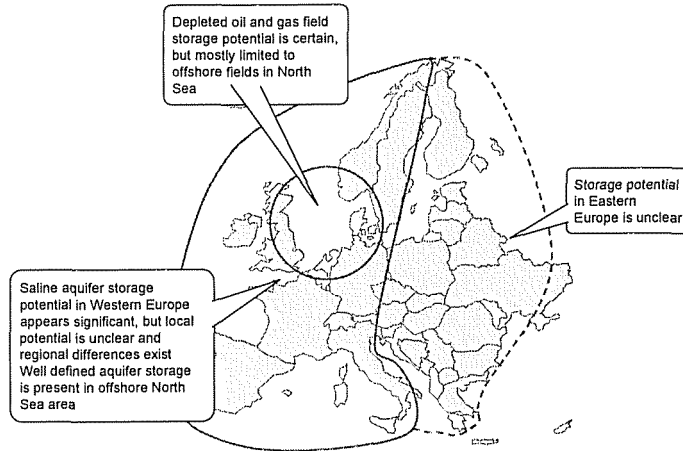 Depleted oil and gas field
storage potential is certain,
but mostly limited to
offshore fields in North
Sea
Storage potential
in Eastern
Europe is unclear
Saline aquifer storage
potential in Western Europe
appears significant, but local
potential is unclear and
regional differences exist
Well defined aquifer storage
is present in offshore North
Sea area